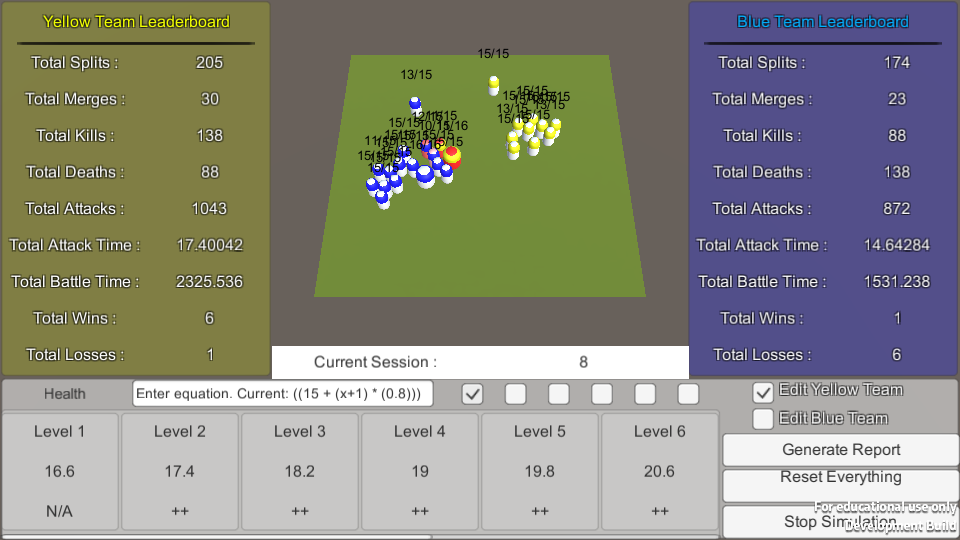 Yellow Team Leaderboard
Total Splits : 205
Total Merges : 30
Total Kills : 138
Total Deaths : 88
Total Attacks : 1043
Total Attack Time : 17.40042
Total Battle Time : 2325.536
Total Wins : 6
Total Losses : 1
15/15
13/15
Blue Team Leaderboard
Total Splits : 174
Total Merges : 23
Total Kills : 88
Total Deaths : 138
Total Attacks : 872
Total Attack Time : 14.64284
Total Battle Time : 1531.238
Total Wins : 1
Total Losses : 6
Current Session : 8
Health
Enter equation. Current: ((15 + (x+1) * (0.8)))
Level 1 Level 2 Level 3 Level 4 Level 5 Level 6
16.6 17.4 18.2 19 19.8 20.6
N/A ++ ++ ++ ++ ++
Edit Yellow Team
Edit Blue Team
Generate Report
Reset Everything
Stop Simulation
For educational use only
Development Build